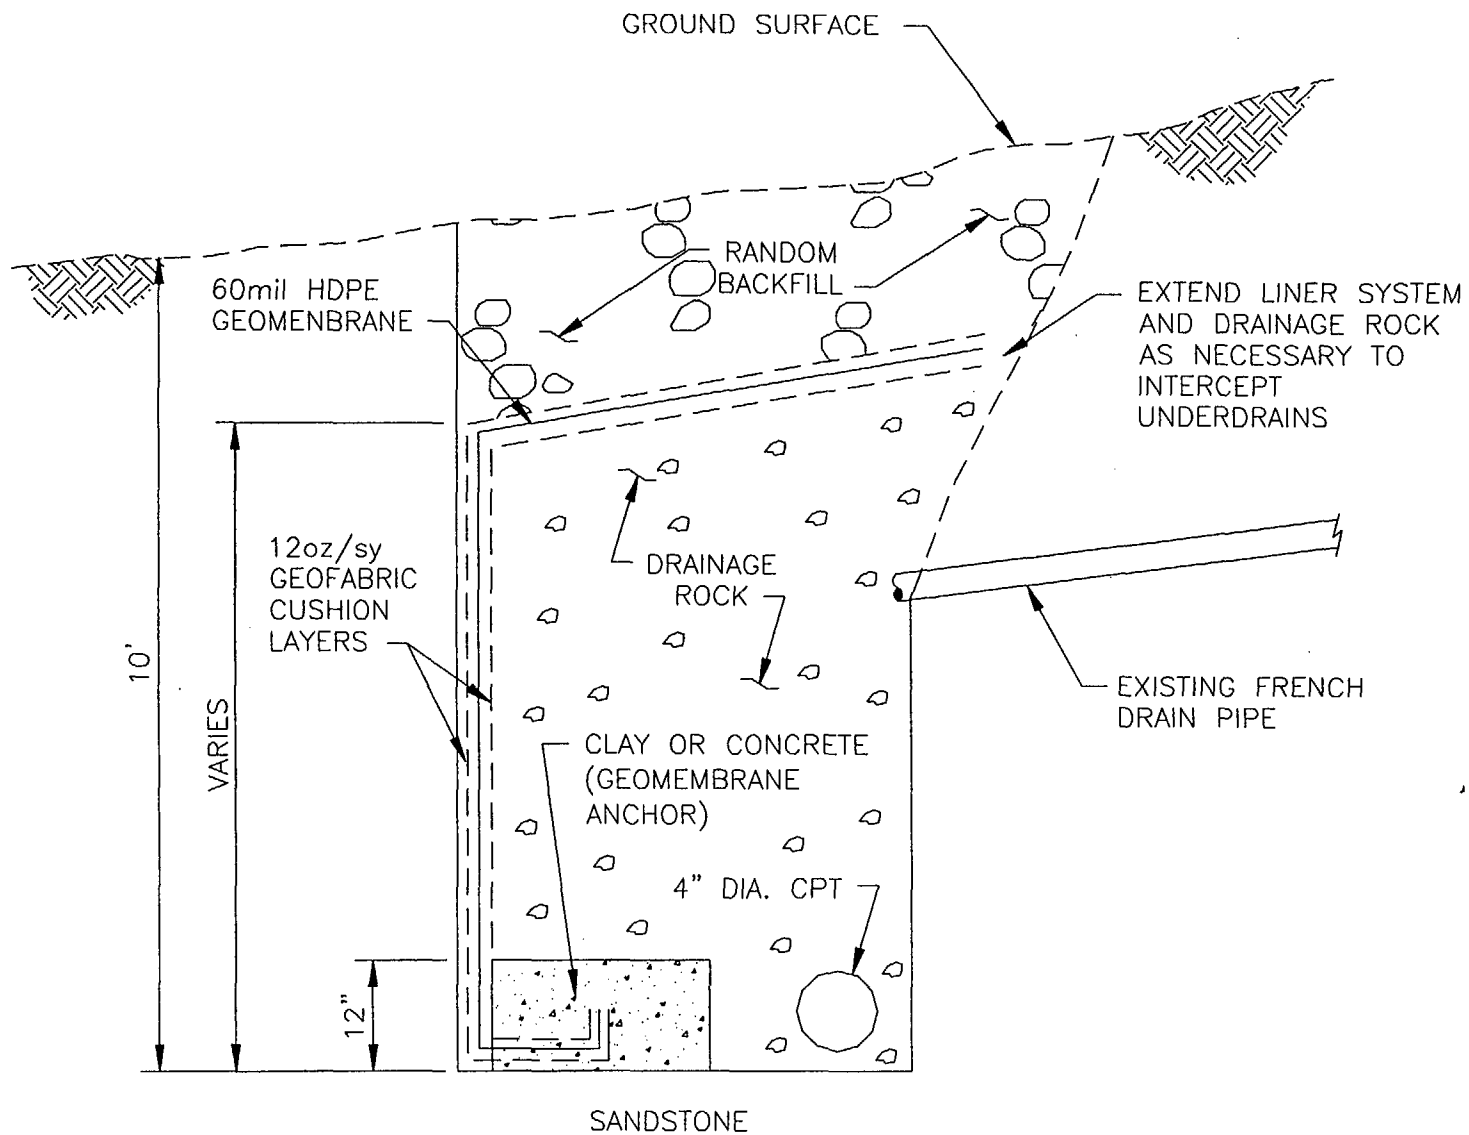 GROUND SURFACE
RANDOM
BACKFILL
60mil HDPE
GEOMENBRANE
EXTEND LINER SYSTEM
AND DRAINAGE ROCK
AS NECESSARY TO
INTERCEPT
UNDERDRAINS
12oz/sy
GEOFABRIC
CUSHION
LAYERS
DRAINAGE
ROCK
10'
VARIES
EXISTING FRENCH
DRAIN PIPE
CLAY OR CONCRETE
(GEOMEMBRANE
ANCHOR)
4" DIA. CPT
12"
SANDSTONE